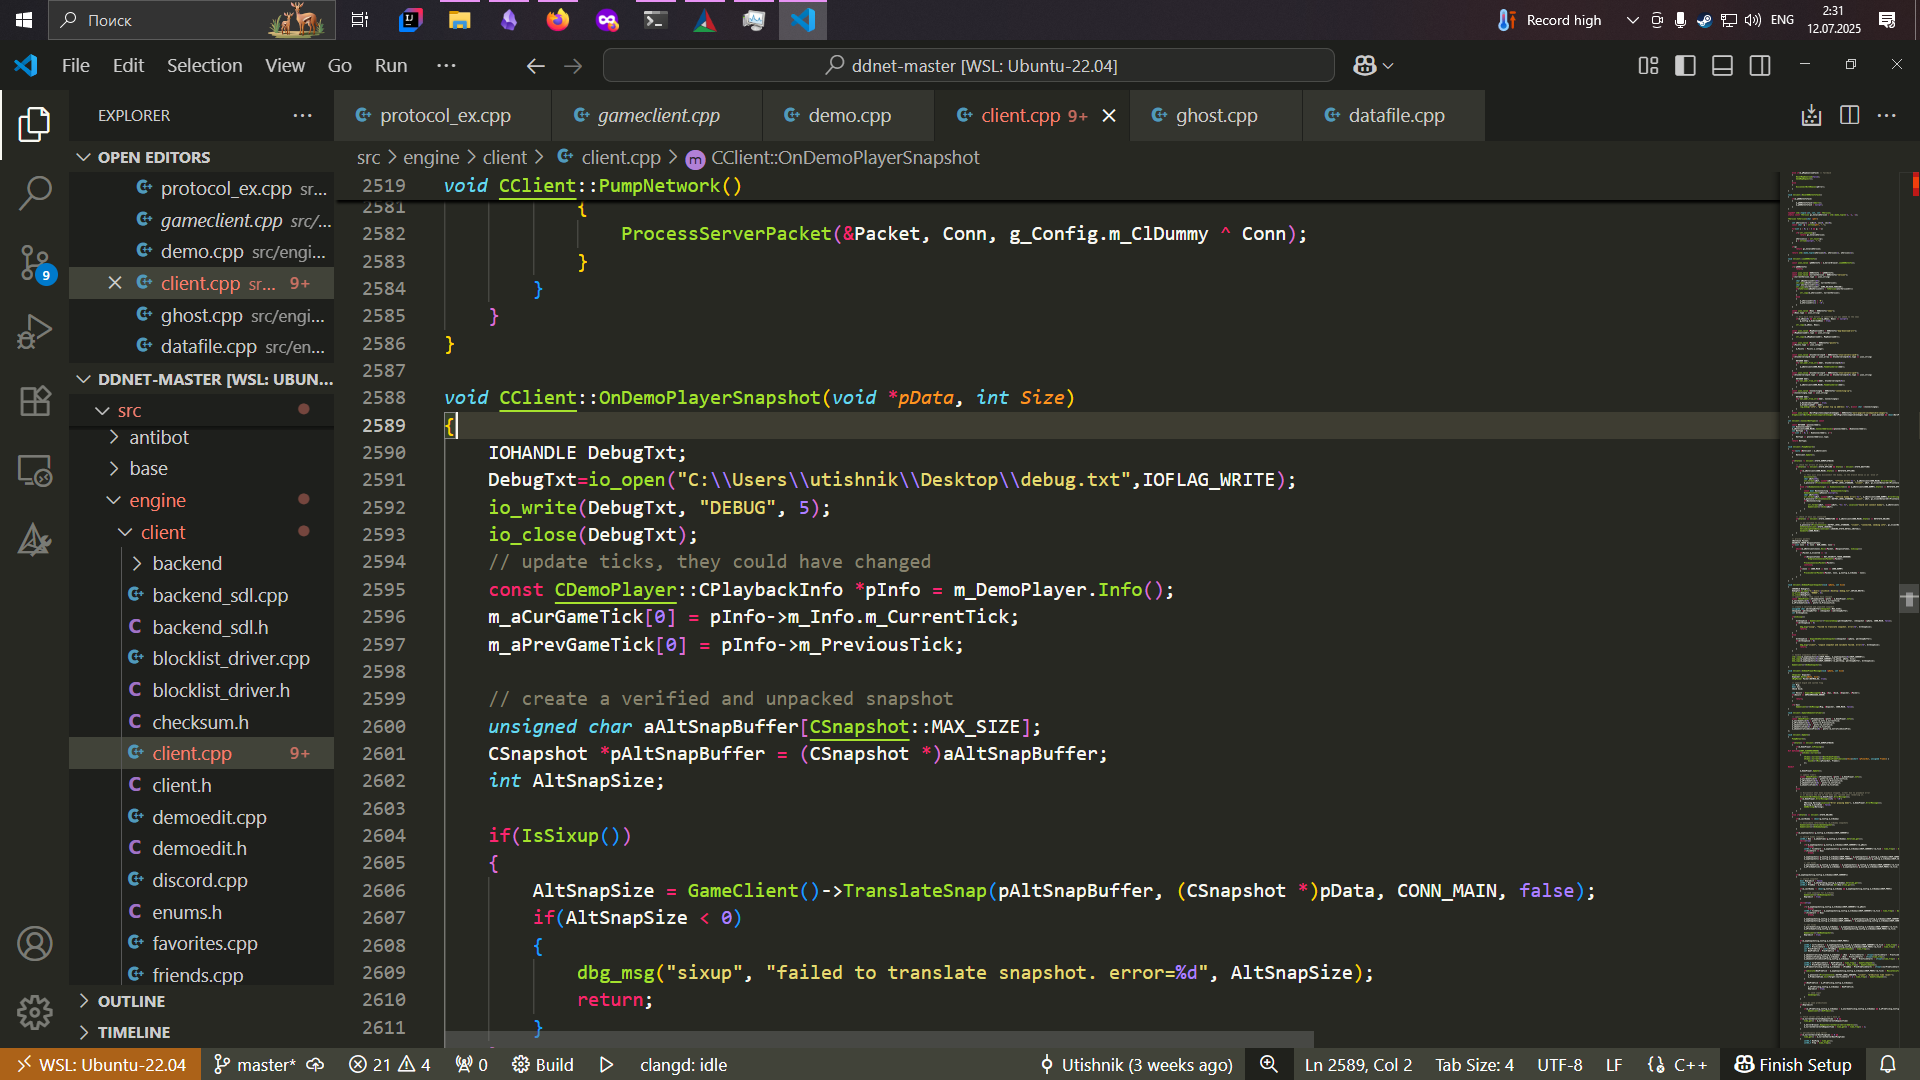 Поиск
Record high
ENG
2:31
12.07.2025
File Edit Selection View Go Run ···
ddnet-master [WSL: Ubuntu-22.04]
EXPLORER
protocol_ex.cpp
gameclient.cpp
demo.cpp
client.cpp 9+
ghost.cpp
datafile.cpp
src > engine > client > client.cpp > CClient::OnDemoPlayerSnapshot
OPEN EDITORS
protocol_ex.cpp sr...
gameclient.cpp src/...
demo.cpp src/engi...
client.cpp sr... 9+
ghost.cpp src/engi...
datafile.cpp src/en...
DDNET-MASTER [WSL: UBUN...
src
antibot
base
engine
client
backend
backend_sdl.cpp
backend_sdl.h
blocklist_driver.cpp
blocklist_driver.h
checksum.h
client.cpp 9+
client.h
demoedit.cpp
demoedit.h
discord.cpp
enums.h
favorites.cpp
friends.cpp
OUTLINE
TIMELINE
9
2519 void CClient::PumpNetwork()
2581 {
2582 ProcessServerPacket(&Packet, Conn, g_Config.m_ClDummy ^ Conn);
2583 }
2584 }
2585 }
2586 }
2587
2588 void CClient::OnDemoPlayerSnapshot(void *pData, int Size)
2589 {
2590 IOHANDLE DebugTxt;
2591 DebugTxt=io_open("C:\\Users\\utishnik\\Desktop\\debug.txt",IOFLAG_WRITE);
2592 io_write(DebugTxt, "DEBUG", 5);
2593 io_close(DebugTxt);
2594 // update ticks, they could have changed
2595 const CDemoPlayer::CPlaybackInfo *pInfo = m_DemoPlayer.Info();
2596 m_aCurGameTick[0] = pInfo->m_Info.m_CurrentTick;
2597 m_aPrevGameTick[0] = pInfo->m_PreviousTick;
2598
2599 // create a verified and unpacked snapshot
2600 unsigned char aAltSnapBuffer[CSnapshot::MAX_SIZE];
2601 CSnapshot *pAltSnapBuffer = (CSnapshot *)aAltSnapBuffer;
2602 int AltSnapSize;
2603
2604 if(IsSixup())
2605 {
2606 AltSnapSize = GameClient()->TranslateSnap(pAltSnapBuffer, (CSnapshot *)pData, CONN_MAIN, false);
2607 if(AltSnapSize < 0)
2608 {
2609 dbg_msg("sixup", "failed to translate snapshot. error=%d", AltSnapSize);
2610 return;
2611 }
WSL: Ubuntu-22.04 master* 21 4 0 Build clangd: idle Utishnik (3 weeks ago) Ln 2589, Col 2 Tab Size: 4 UTF-8 LF C++ Finish Setup